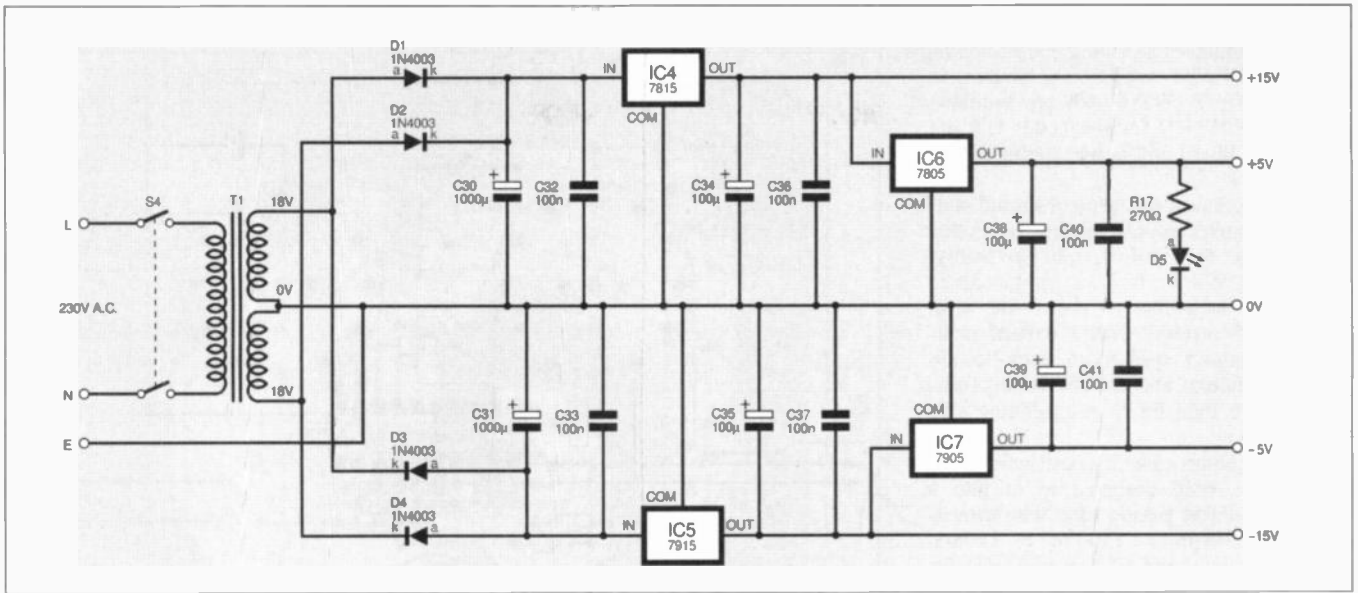 D1
1N4003
a k
D2
1N4003
a k
IN
IC4
7815
OUT
COM
+15V
IN
IC6
7805
OUT
COM
+5V
C30
1000µ
+
C32
100n
C34
100µ
+
C36
100n
C38
100µ
+
C40
100n
R17
270Ω
a
D5
k
S4
T1
18V
L
0V
230V A.C.
N
18V
E
0V
C31
1000µ
+
C33
100n
C35
100µ
+
C37
100n
C39
100µ
+
C41
100n
D3
1N4003
k a
D4
1N4003
k a
COM
IN
IC7
7905
OUT
-5V
COM
IN
IC5
7915
OUT
-15V